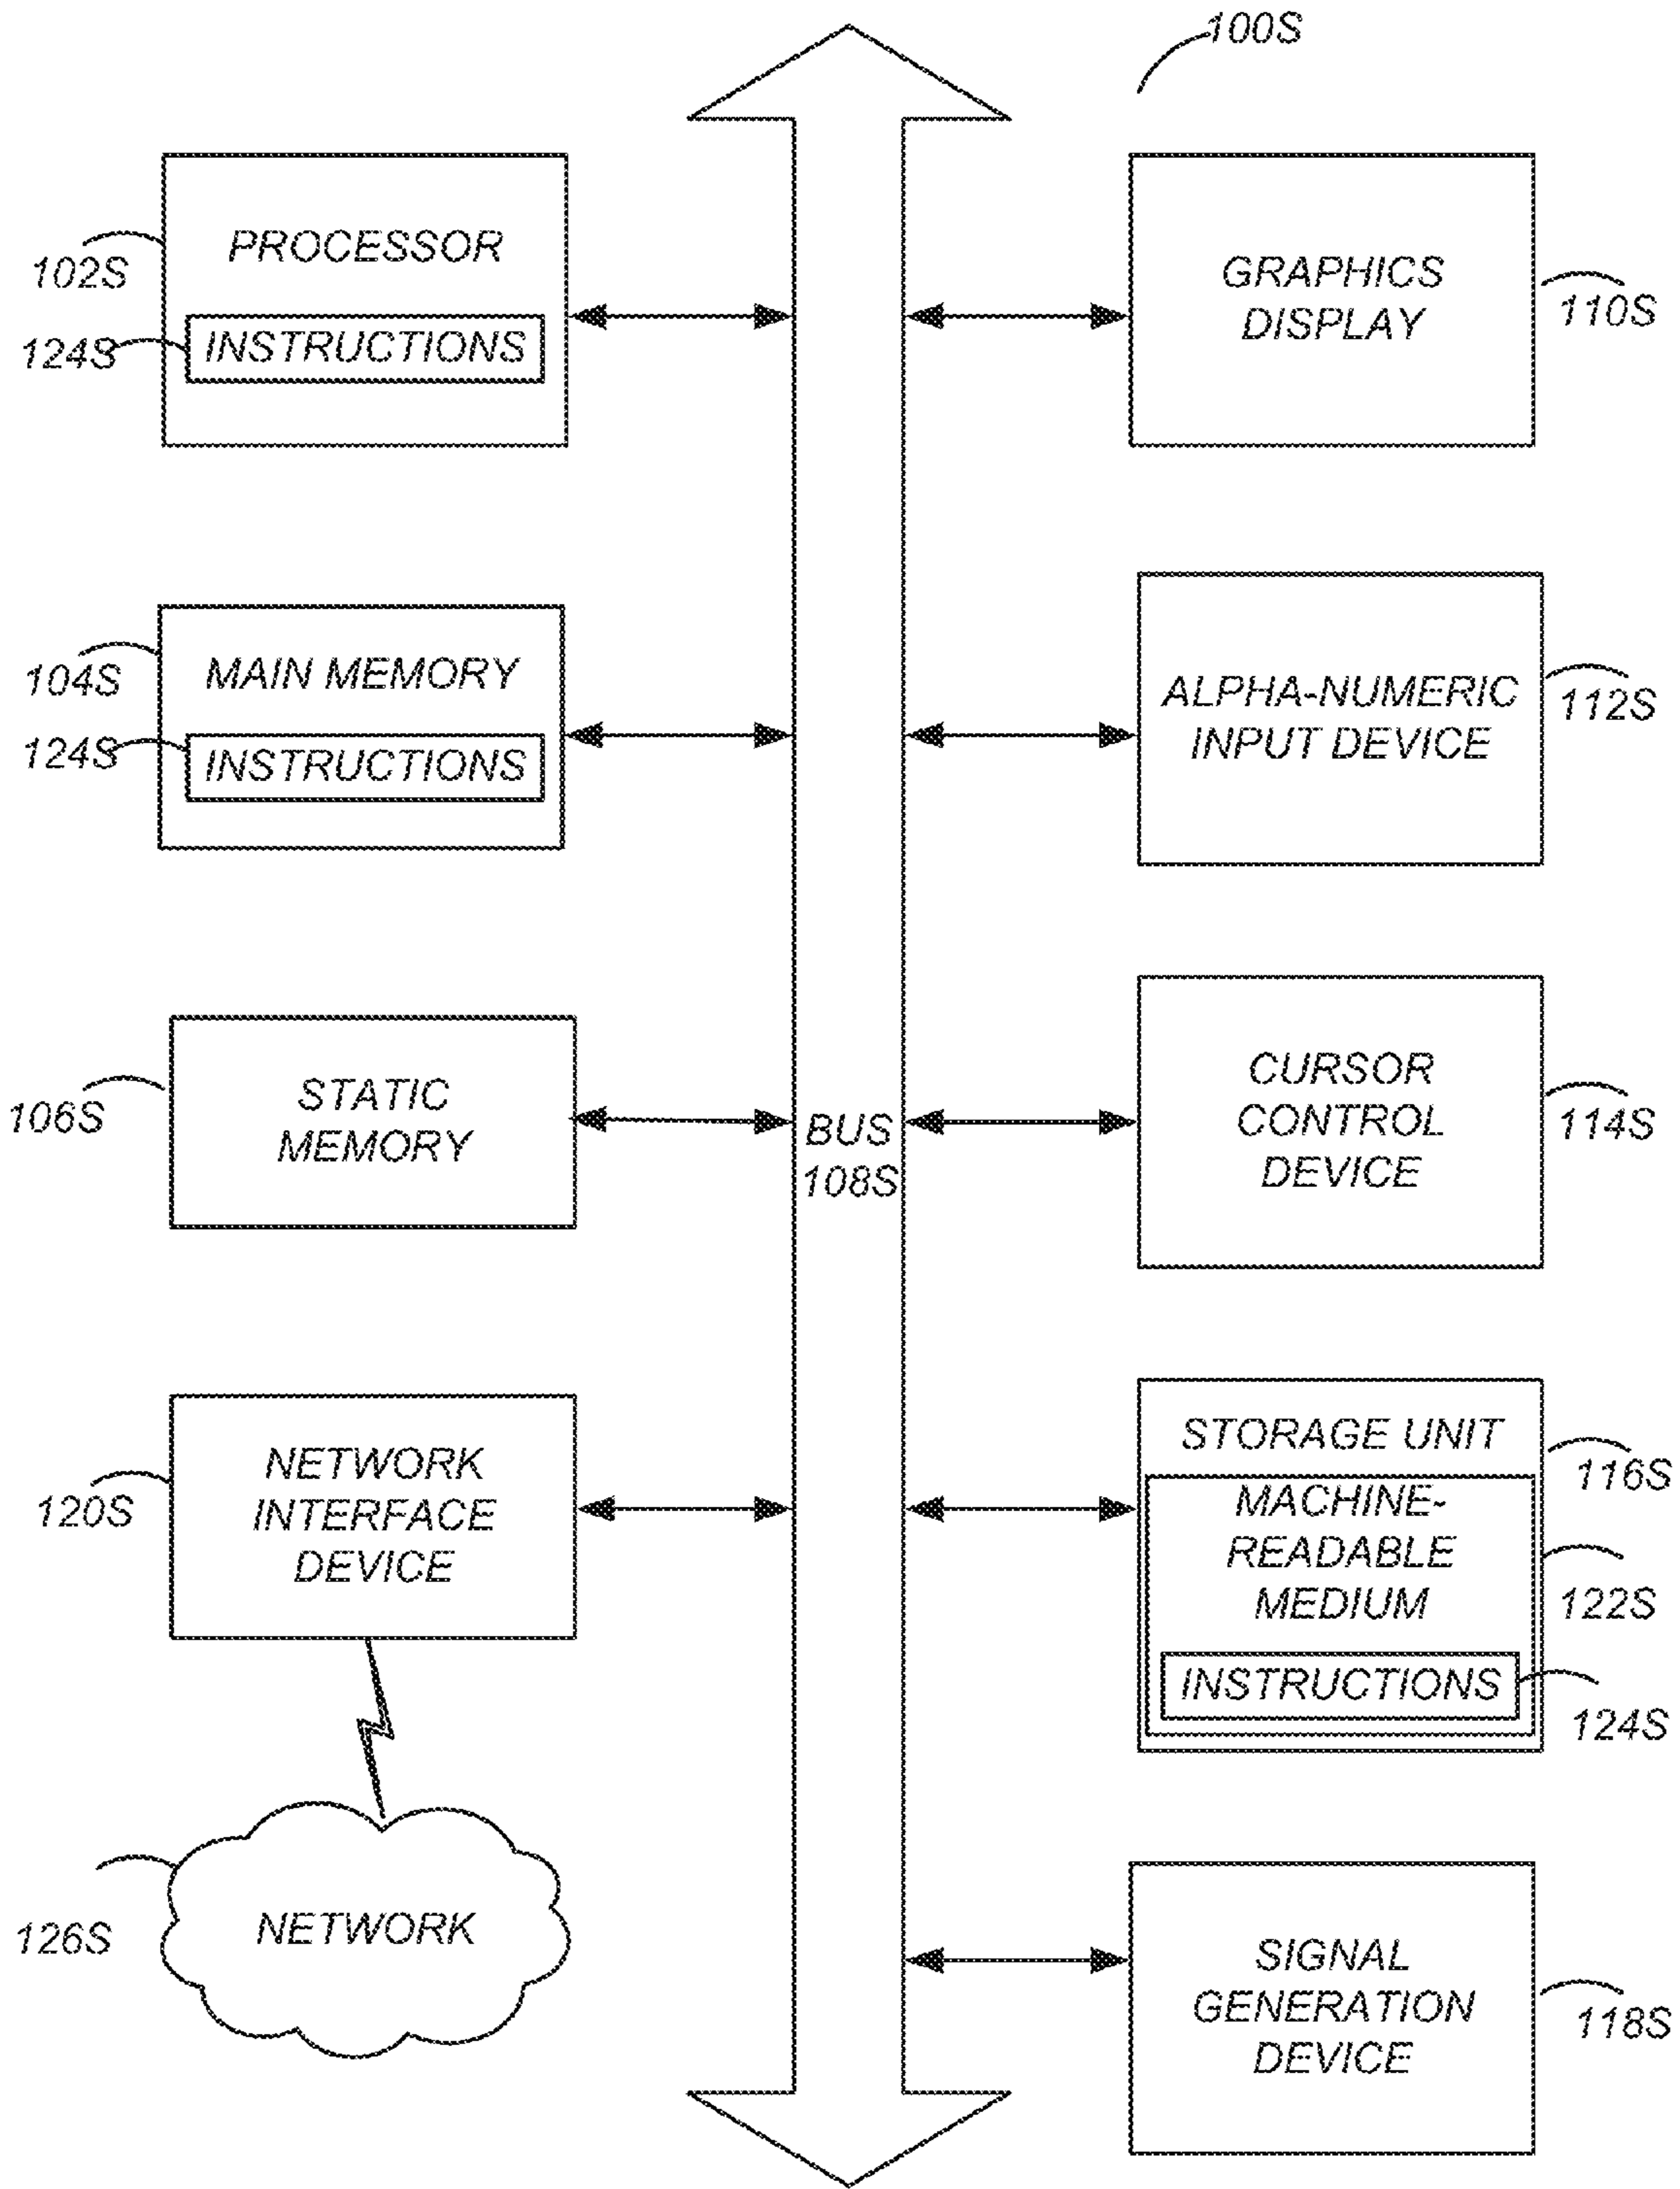 100S
PROCESSOR
102S
124S
INSTRUCTIONS
GRAPHICS
DISPLAY
110S
MAIN MEMORY
104S
124S
INSTRUCTIONS
ALPHA-NUMERIC
INPUT DEVICE
112S
STATIC
MEMORY
106S
BUS
108S
CURSOR
CONTROL
DEVICE
114S
NETWORK
INTERFACE
DEVICE
120S
STORAGE UNIT
116S
MACHINE-
READABLE
MEDIUM
122S
INSTRUCTIONS
124S
NETWORK
126S
SIGNAL
GENERATION
DEVICE
118S